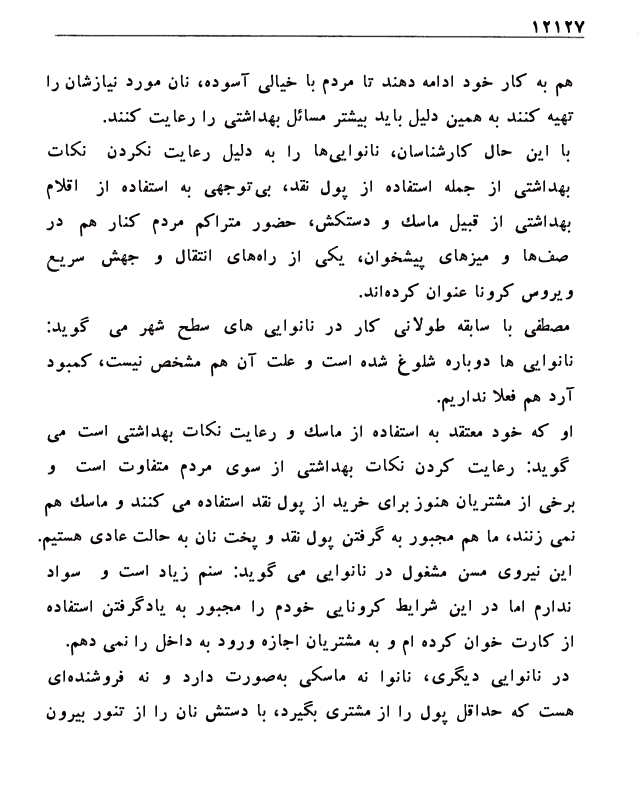 ۱۲۱۲۷
هم به کار خود ادامه دهند تا مردم با خیالی آسوده، نان مورد نیازشان را
تهیه کنند به همین دلیل باید بیشتر مسائل بهداشتی را رعایت کنند.
با این حال کارشناسان، نانوایی‌ها را به دلیل رعایت نکردن نکات
بهداشتی از جمله استفاده از پول نقد، بی‌توجهی به استفاده از اقلام
بهداشتی از قبیل ماسك و دستکش، حضور متراکم مردم کنار هم در
صف‌ها و میزهای پیشخوان، یکی از راه‌های انتقال و جهش سریع
ویروس کرونا عنوان کرده‌اند.
مصطفی با سابقه طولانی کار در نانوایی های سطح شهر می گوید:
نانوایی ها دوباره شلوغ شده است و علت آن هم مشخص نیست، کمبود
آرد هم فعلا نداریم.
او که خود معتقد به استفاده از ماسك و رعایت نکات بهداشتی است می
گوید: رعایت کردن نکات بهداشتی از سوی مردم متفاوت است و
برخی از مشتریان هنوز برای خرید از پول نقد استفاده می کنند و ماسك هم
نمی زنند، ما هم مجبور به گرفتن پول نقد و پخت نان به حالت عادی هستیم.
این نیروی مسن مشغول در نانوایی می گوید: سنم زیاد است و سواد
ندارم اما در این شرایط کرونایی خودم را مجبور به یادگرفتن استفاده
از کارت خوان کرده ام و به مشتریان اجازه ورود به داخل را نمی دهم.
در نانوایی دیگری، نانوا نه ماسکی به‌صورت دارد و نه فروشنده‌ای
هست که حداقل پول را از مشتری بگیرد، با دستش نان را از تنور بیرون